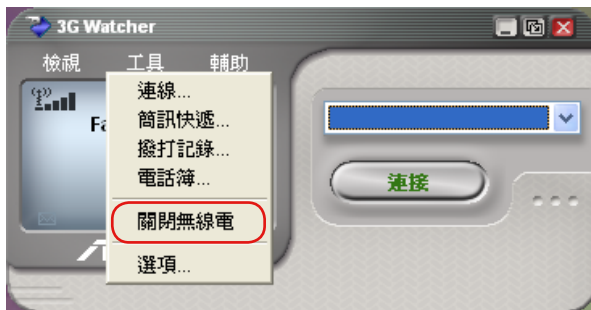 3G Watcher
檢視 工具 輔助
連線...
簡訊快遞...
撥打記錄...
電話簿...
連接
關閉無線電
選項...